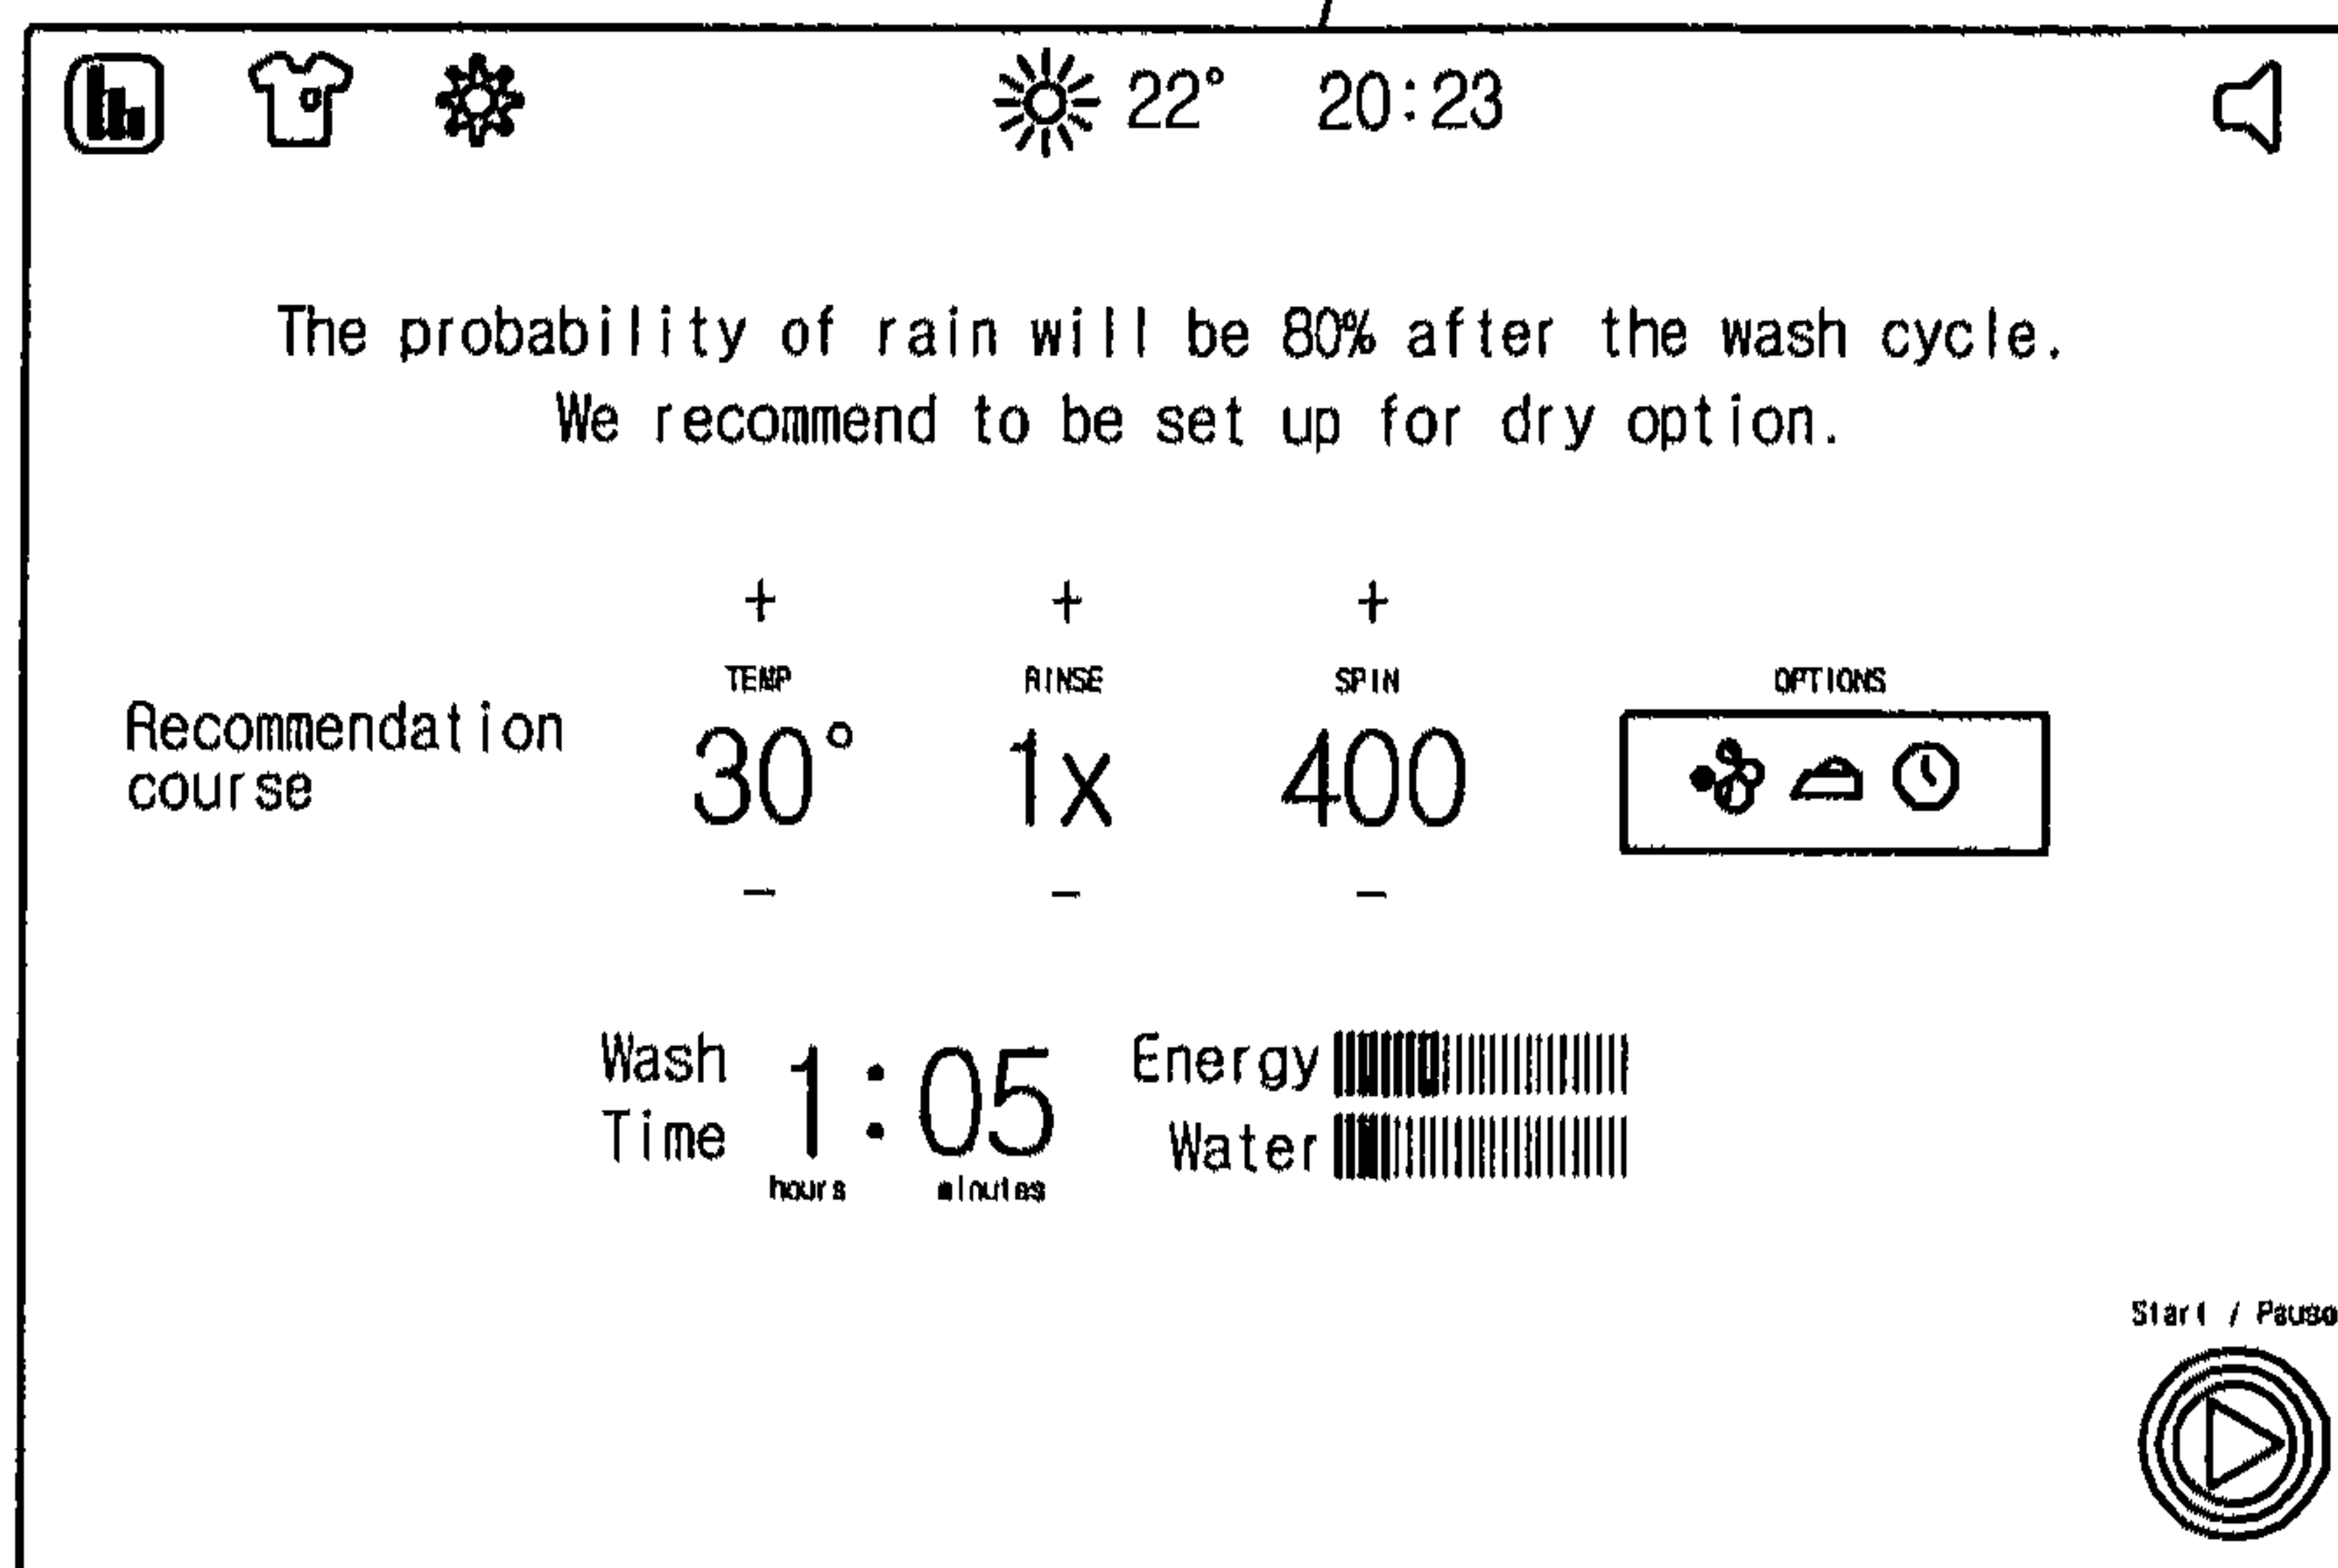 22° 20:23
The probability of rain will be 80% after the wash cycle.
We recommend to be set up for dry option.
+ + +
TEMP RINSE SPIN OPTIONS
Recommendation
course
30° 1x 400
- - -
Wash
Time
1:05
hours minutes
Energy
Water
Start / Pause